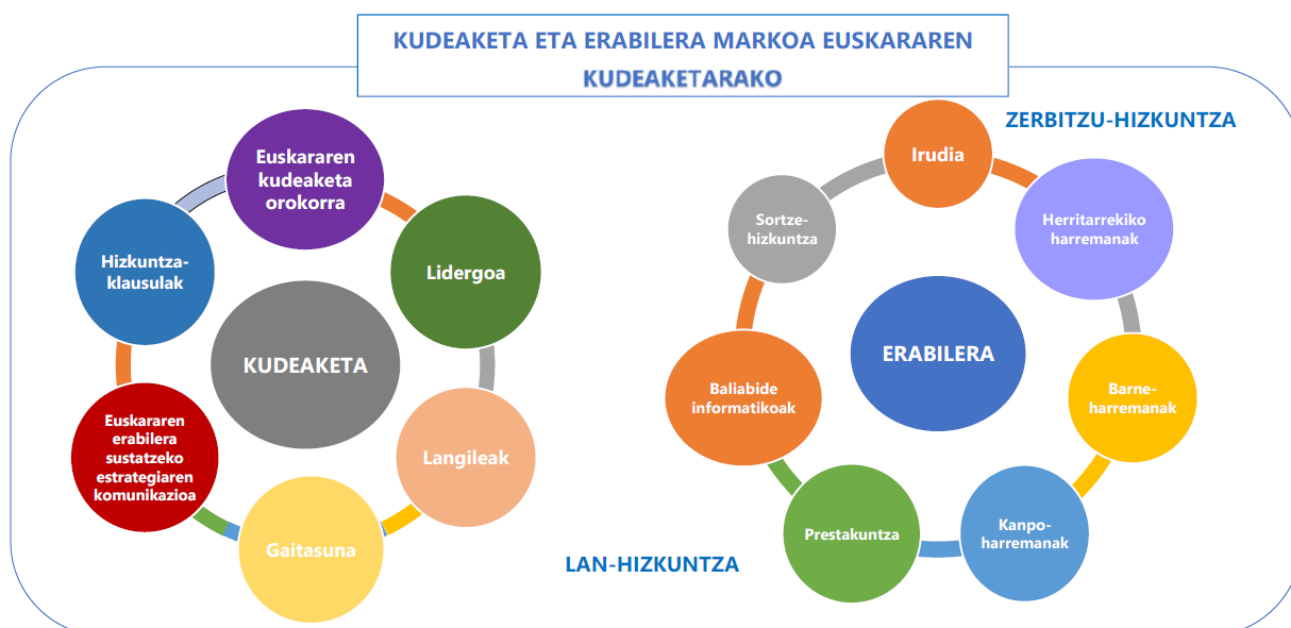 KUDEAKETA ETA ERABILERA MARKOA EUSKARAREN
KUDEAKETARAKO
Euskararen
kudeaketa
orokorra
Lidergoa
Langileak
Gaitasuna
Euskararen
erabilera
sustatzeko
estrategiaren
komunikazioa
Hizkuntza-
klausulak
KUDEAKETA
ZERBITZU-HIZKUNTZA
Irudia
Herritarrekiko
harremanak
Barne-
harremanak
Kanpo-
harremanak
Prestakuntza
Baliabide
informatikoak
Sortze-
hizkuntza
ERABILERA
LAN-HIZKUNTZA